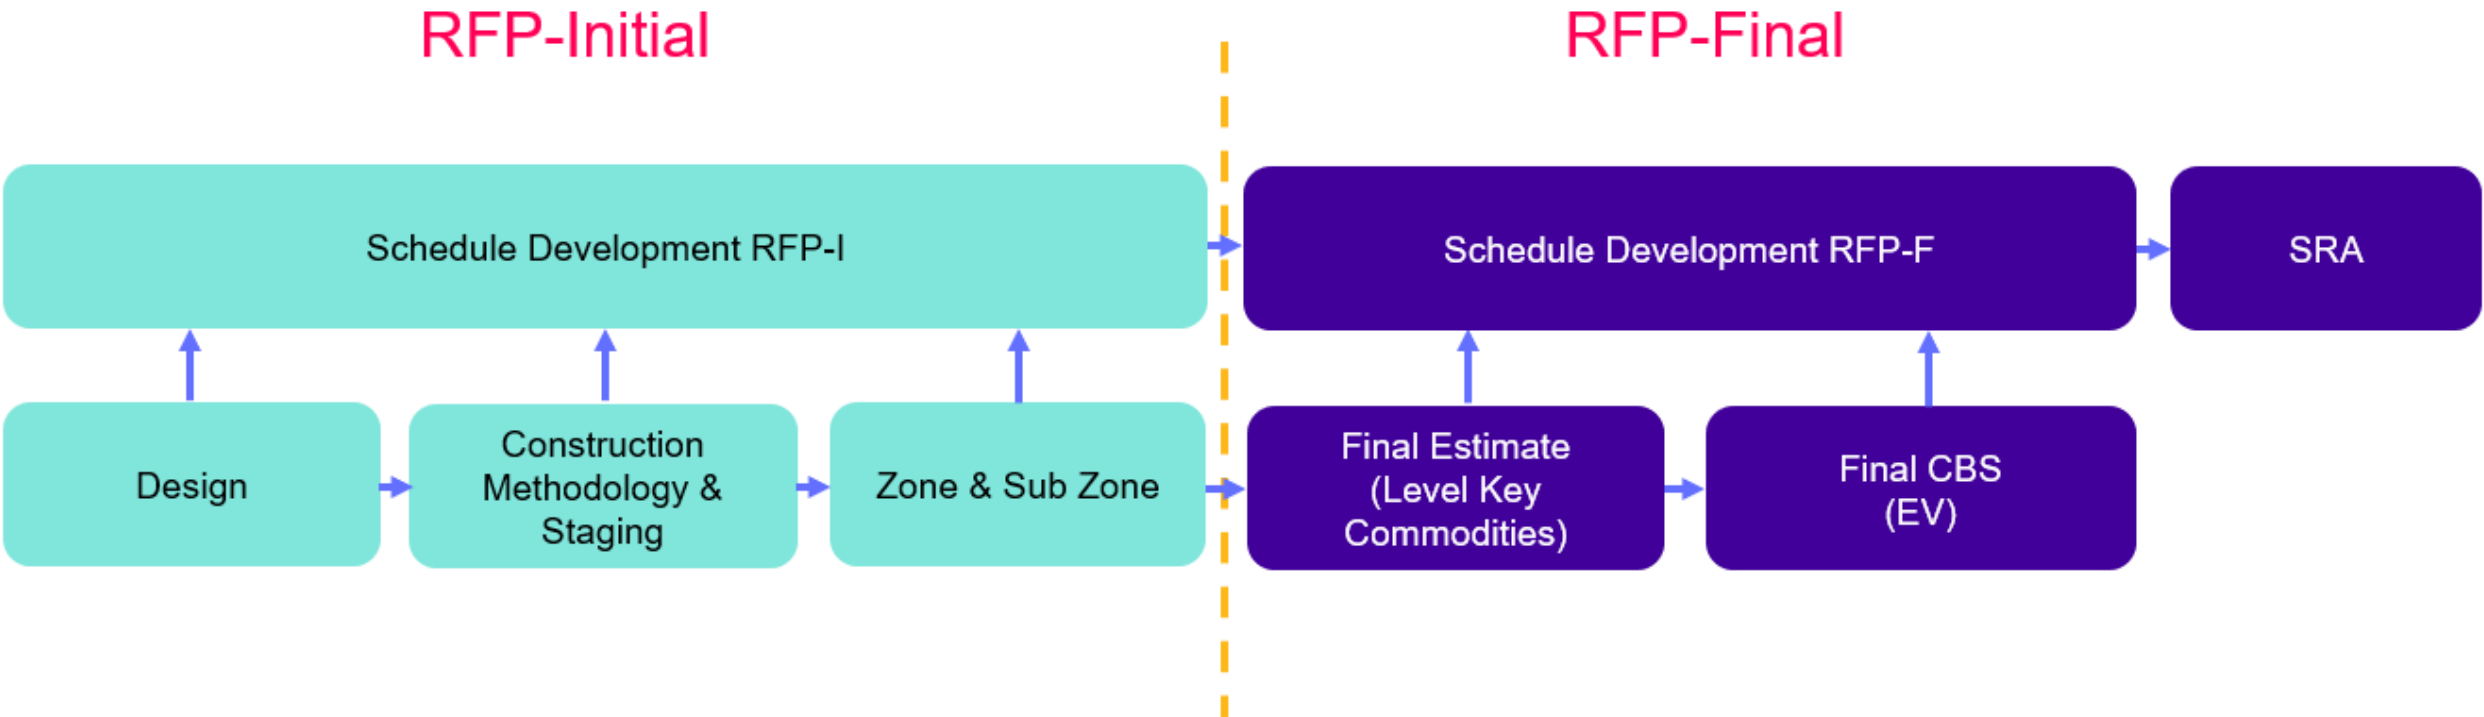 RFP-Initial
RFP-Final
Schedule Development RFP-I
Schedule Development RFP-F
SRA
Design
Construction
Methodology &
Staging
Zone & Sub Zone
Final Estimate
(Level Key
Commodities)
Final CBS
(EV)